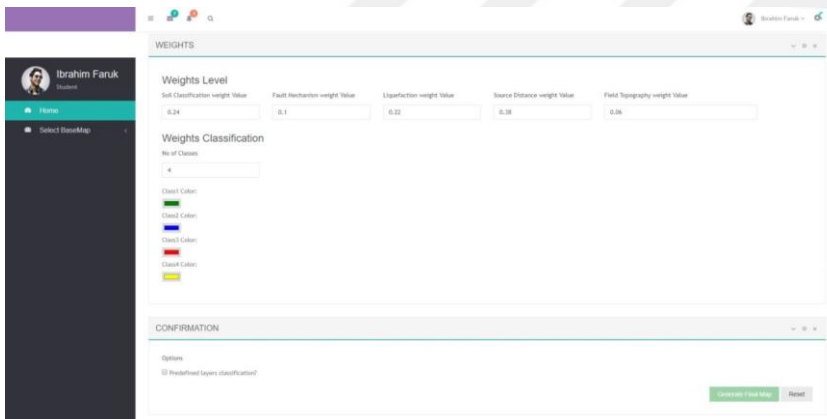 Ibrahim Faruk
WEIGHTS
Ibrahim Faruk
Student
Home
Select BaseMap
Weights Level
Soil Classification weight Value
Fault Mechanism weight Value
Liquefaction weight Value
Source Distance weight Value
Field Topography weight Value
0.24
0.1
0.22
0.38
0.06
Weights Classification
No of Classes
4
Class1 Color:
Class2 Color:
Class3 Color:
Class4 Color:
CONFIRMATION
Options
Predefined layers classification?
Generate Final Map
Reset